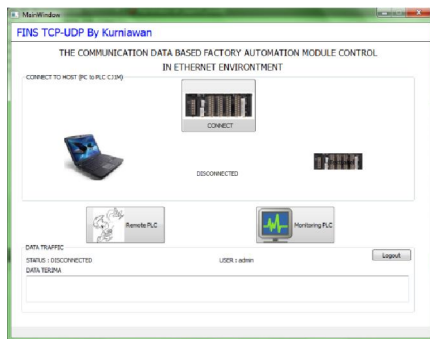 MainWindow
FINS TCP-UDP By Kurniawan
THE COMMUNICATION DATA BASED FACTORY AUTOMATION MODULE CONTROL
IN ETHERNET ENVIRONTMENT
CONNECT TO HOST (PC to PLC CJ1M)
CONNECT
DISCONNECTED
Remote PLC
Monitoring PLC
DATA TRAFFIC
Logout
STATUS : DISCONNECTED
USER : admin
DATA TERIMA